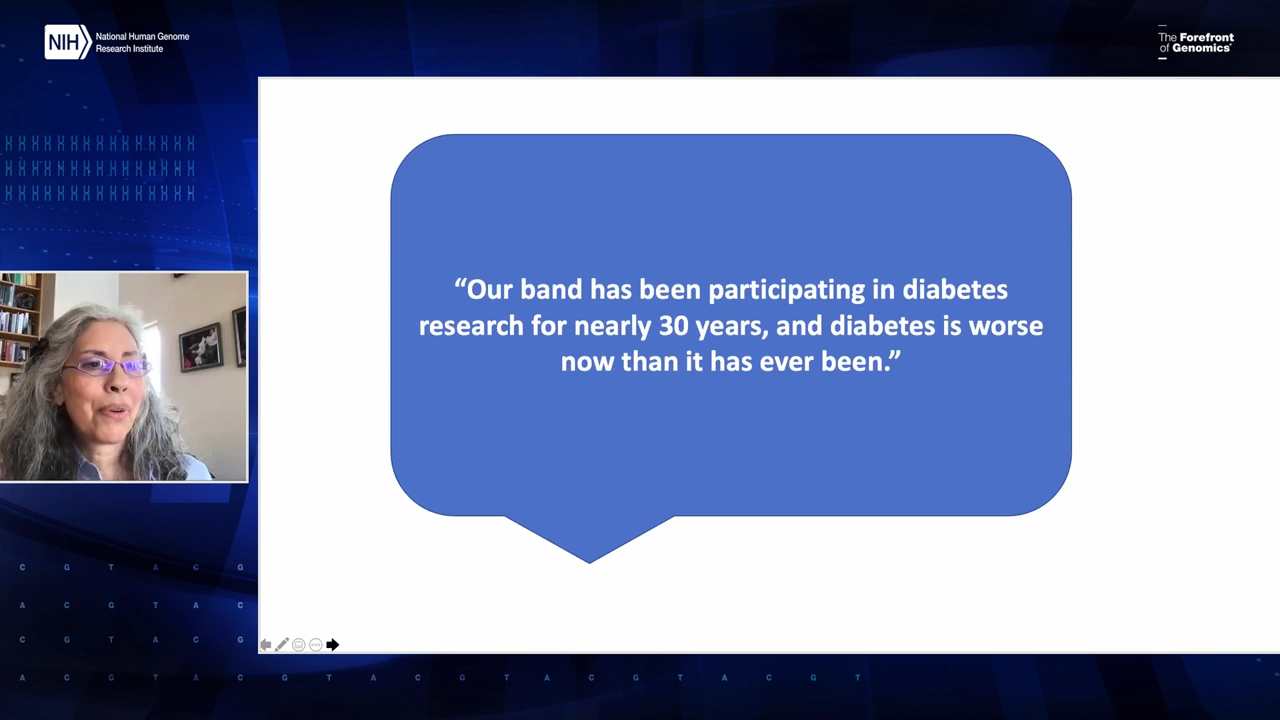 NIH
National Human Genome
Research Institute
The Forefront
of Genomics®
“Our band has been participating in diabetes
research for nearly 30 years, and diabetes is worse
now than it has ever been.”
C G T A C G
A C G T A C
C G T A C G
A C G T A C G T A C G T A C G T A C G T